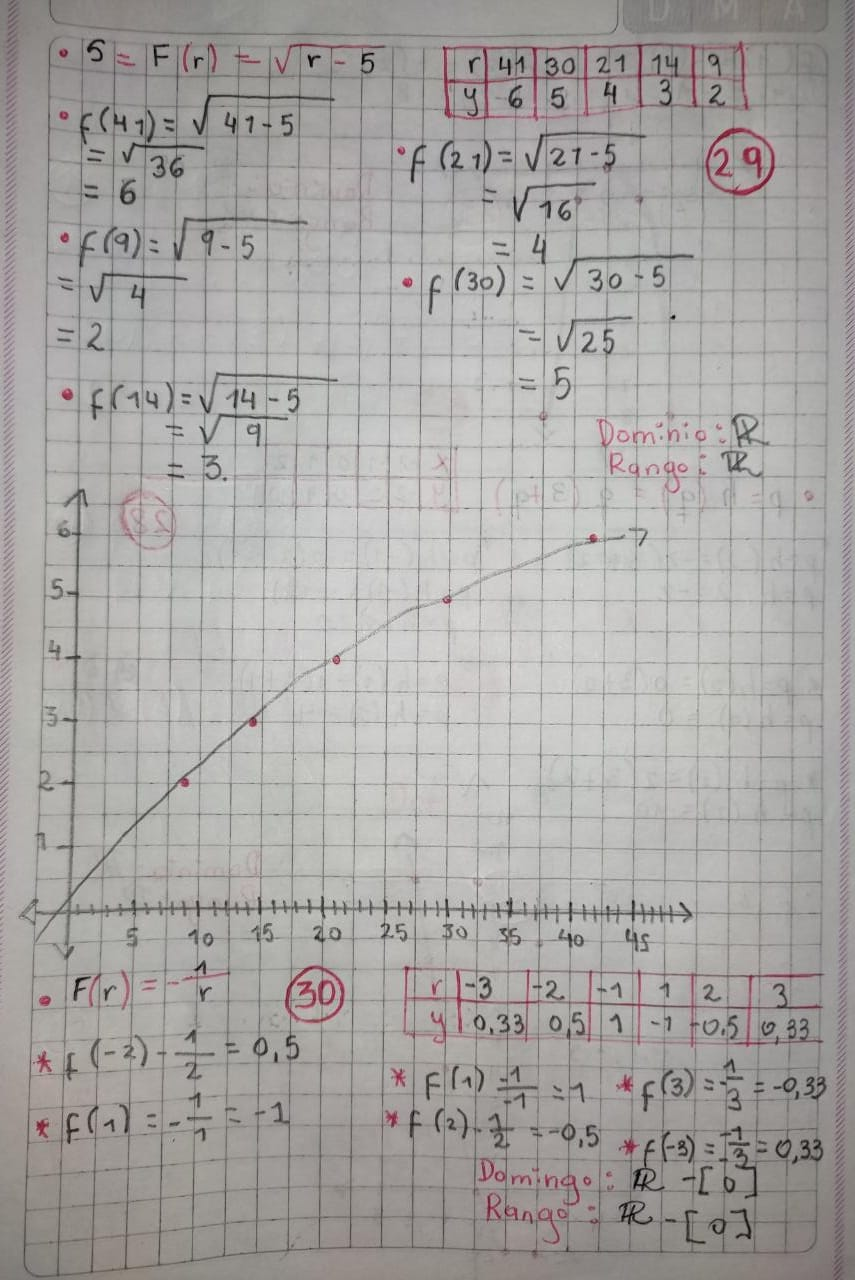 D M A
• 5 = F(r) = √r - 5
r 41 30 21 14 9
y 6 5 4 3 2
• f(41) = √41-5
= √36
= 6
• f(21) = √21-5
= √16
= 4
29
• f(9) = √9-5
= √4
= 2
• f(30) = √30-5
= √25
= 5
• f(14) = √14-5
= √9
= 3.
Dominio: ℝ
Rango: ℝ
6
5
4
3
2
1
5 10 15 20 25 30 35 40 45
• F(r) = -1/r
30
r -3 -2 -1 1 2 3
y 0,33 0,5 1 -1 -0,5 0,33
* f(-2) - 1/2 = 0,5
* f(1) = -1/1 = -1
* f(1) -1/-1 = 1
* f(3) = -1/3 = -0,33
* f(2) - 1/2 = -0,5
* f(-3) = -1/3 = 0,33
Domingo: ℝ - [0]
Rango: ℝ - [0]